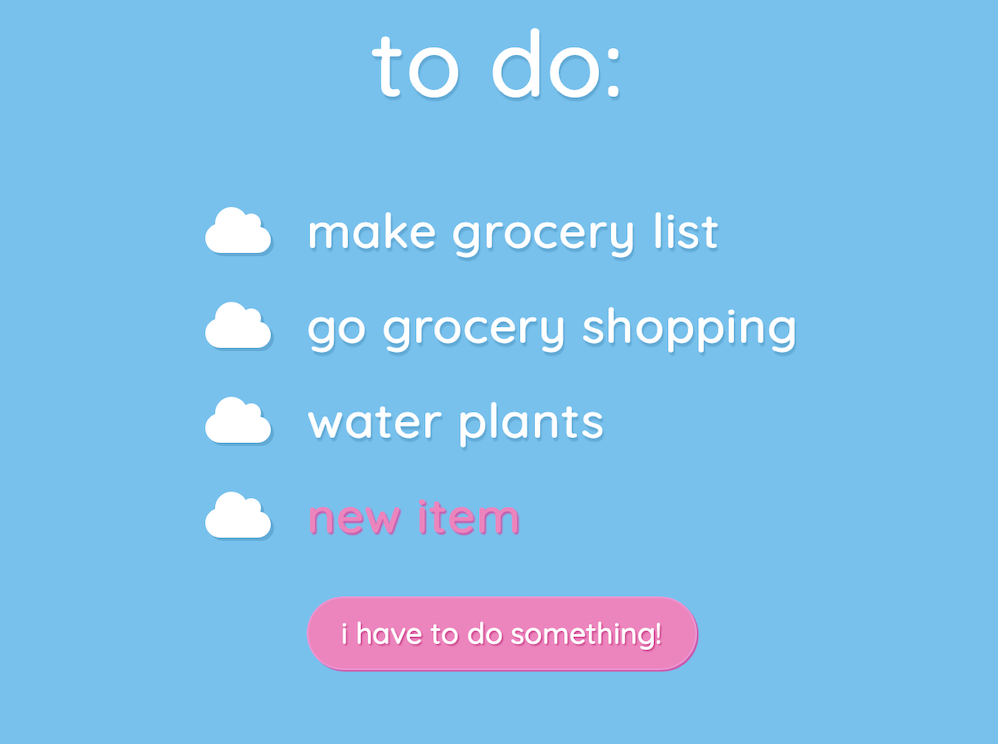 to do:
make grocery list
go grocery shopping
water plants
new item
i have to do something!